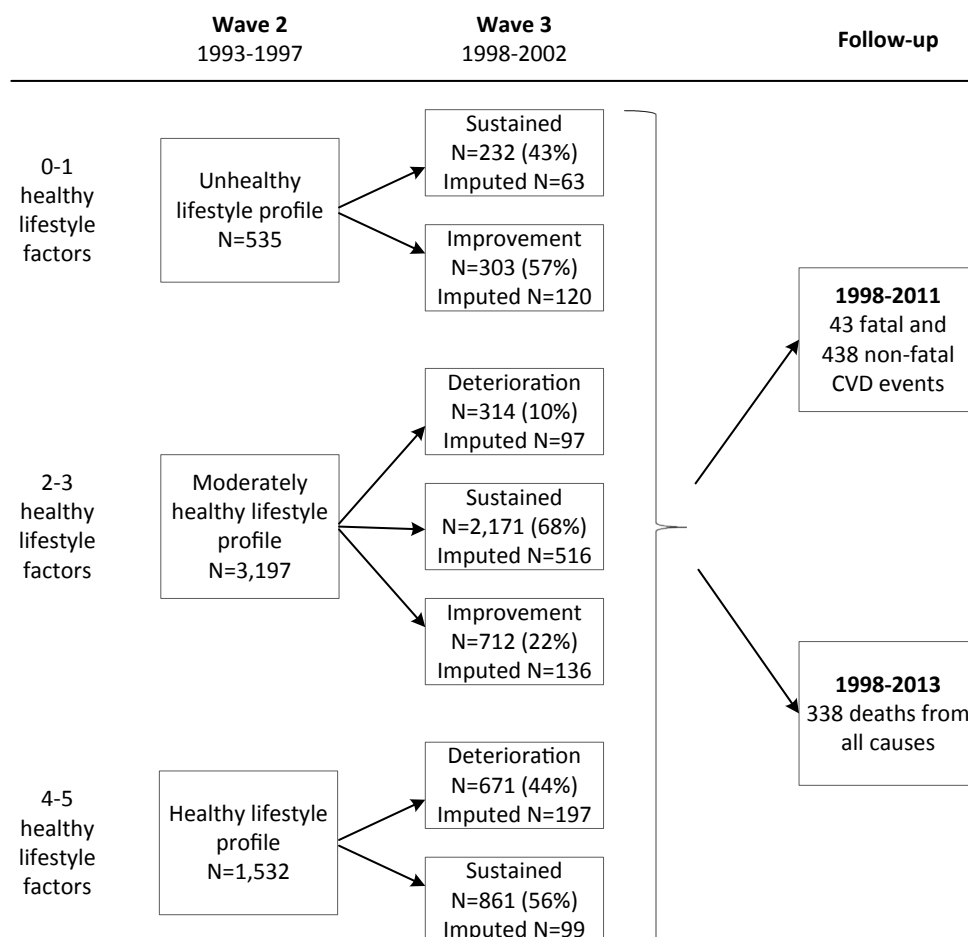 Wave 2
1993-1997
Wave 3
1998-2002
Follow-up
0-1
healthy
lifestyle
factors
Unhealthy
lifestyle profile
N=535
Sustained
N=232 (43%)
Imputed N=63
Improvement
N=303 (57%)
Imputed N=120
2-3
healthy
lifestyle
factors
Moderately
healthy lifestyle
profile
N=3,197
Deterioration
N=314 (10%)
Imputed N=97
Sustained
N=2,171 (68%)
Imputed N=516
Improvement
N=712 (22%)
Imputed N=136
4-5
healthy
lifestyle
factors
Healthy lifestyle
profile
N=1,532
Deterioration
N=671 (44%)
Imputed N=197
Sustained
N=861 (56%)
Imputed N=99
1998-2011
43 fatal and
438 non-fatal
CVD events
1998-2013
338 deaths from
all causes